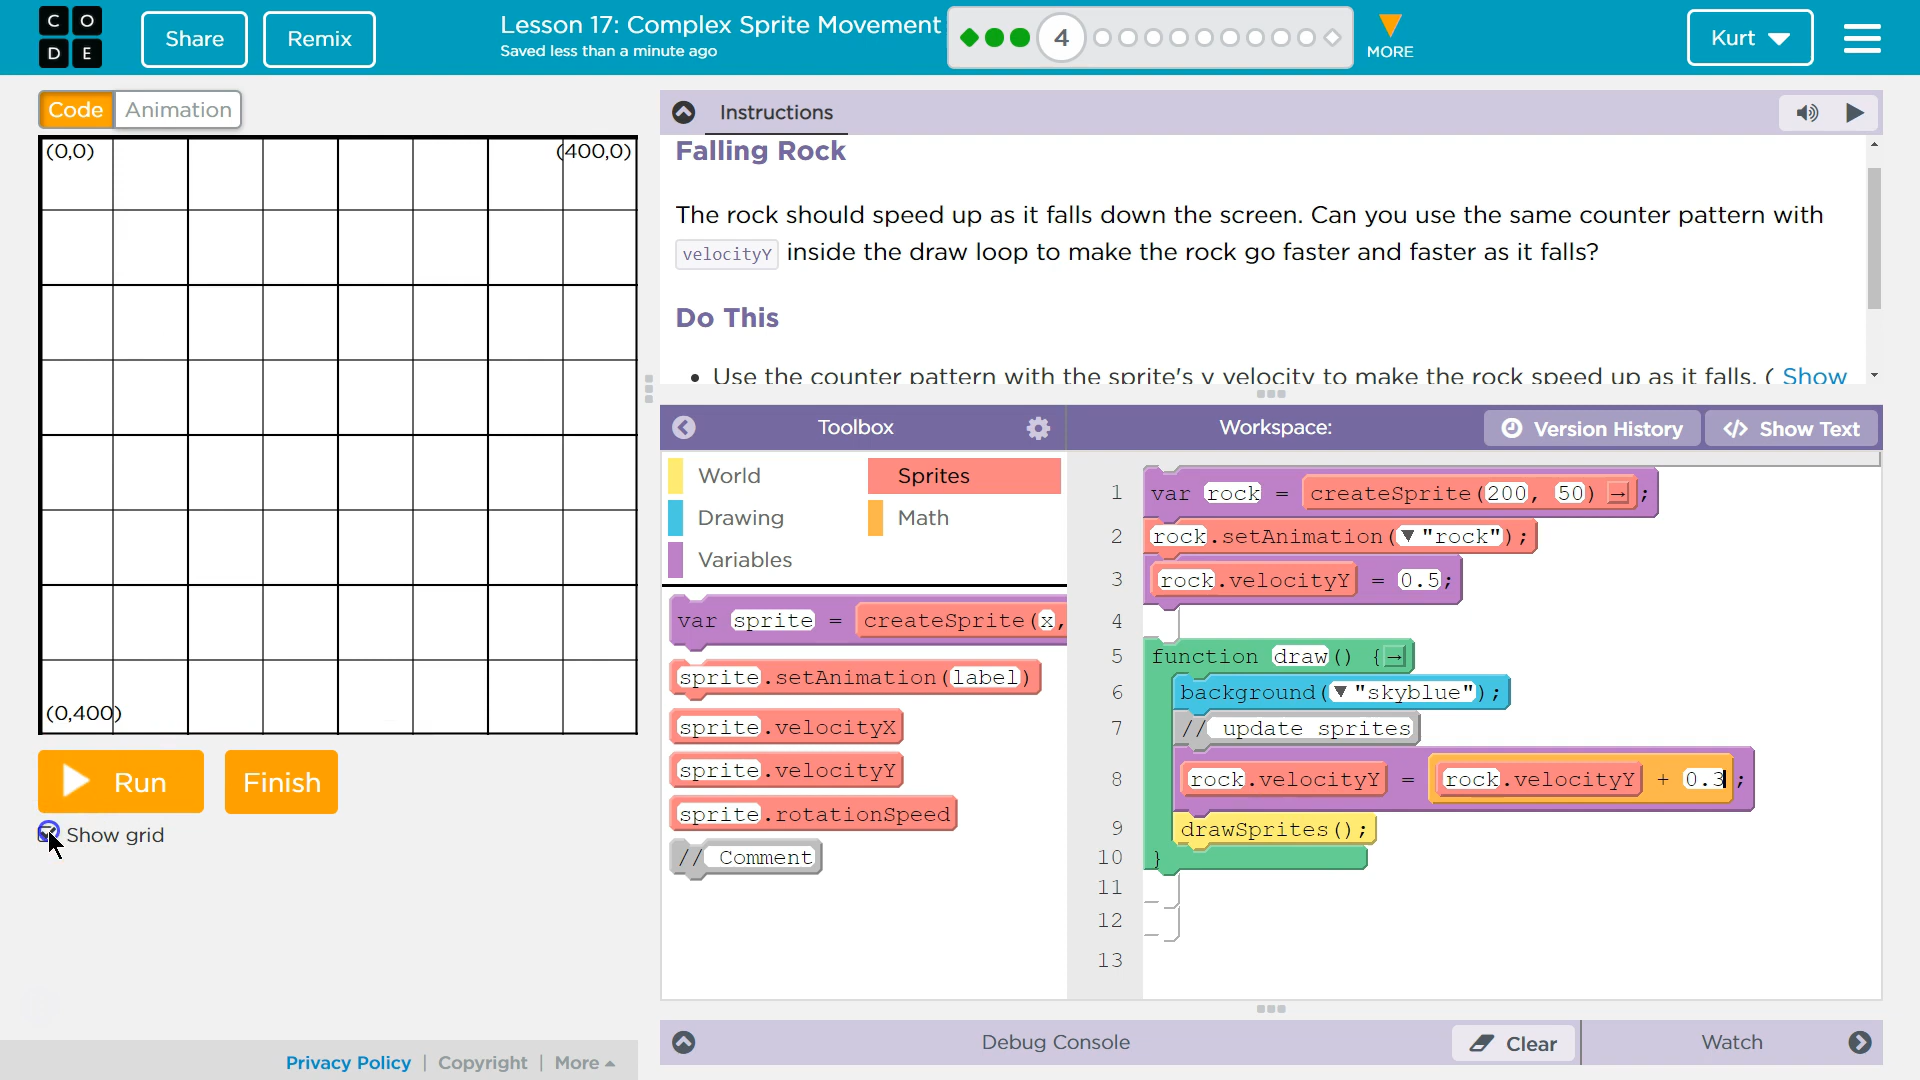 C O
D E
Share
Remix
Lesson 17: Complex Sprite Movement
Saved less than a minute ago
4
MORE
Kurt
Code
Animation
(0,0)
(400,0)
(0,400)
Run
Finish
Show grid
Instructions
Falling Rock
The rock should speed up as it falls down the screen. Can you use the same counter pattern with
velocityY inside the draw loop to make the rock go faster and faster as it falls?
Do This
• Use the counter pattern with the sprite's y velocity to make the rock speed up as it falls. ( Show
Toolbox
World
Sprites
Drawing
Math
Variables
var sprite = createSprite(x,
sprite.setAnimation(label)
sprite.velocityX
sprite.velocityY
sprite.rotationSpeed
// Comment
Workspace:
Version History
</> Show Text
1 var rock = createSprite(200, 50) → ;
2 rock.setAnimation(▼ "rock");
3 rock.velocityY = 0.5;
4
5 function draw() { →
6 background(▼ "skyblue");
7 // update sprites
8 rock.velocityY = rock.velocityY + 0.3;
9 drawSprites();
10 }
11
12
13
Debug Console
Clear
Watch
Privacy Policy | Copyright | More